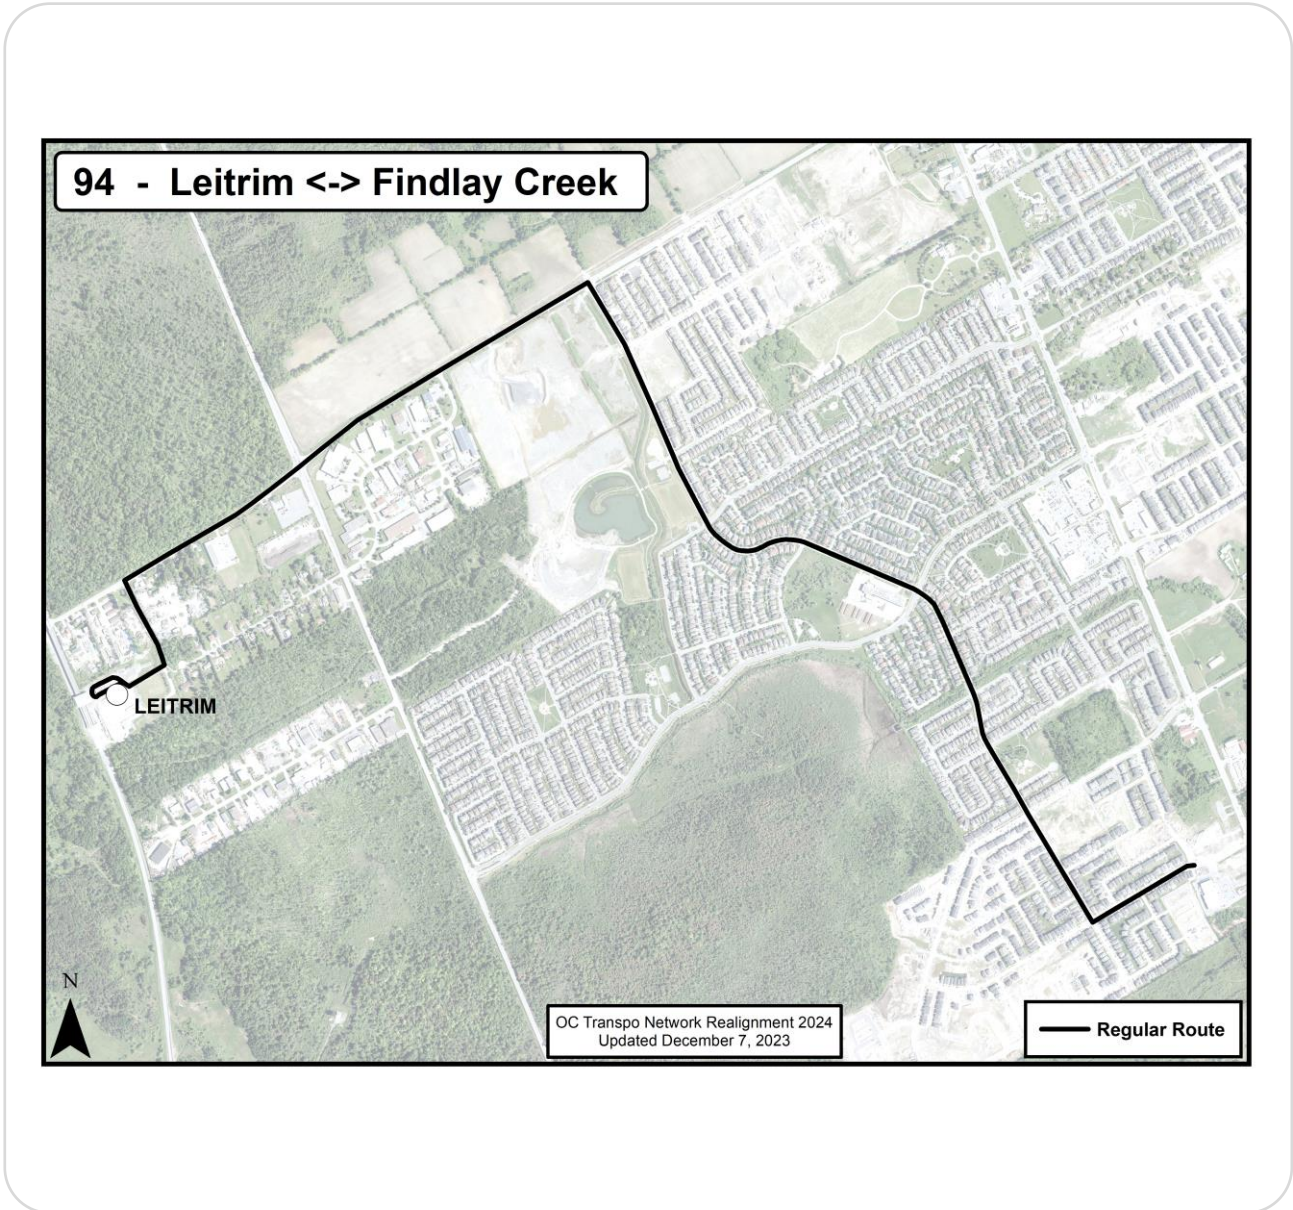 94 - Leitrim <-> Findlay Creek
LEITRIM
N
OC Transpo Network Realignment 2024
Updated December 7, 2023
Regular Route